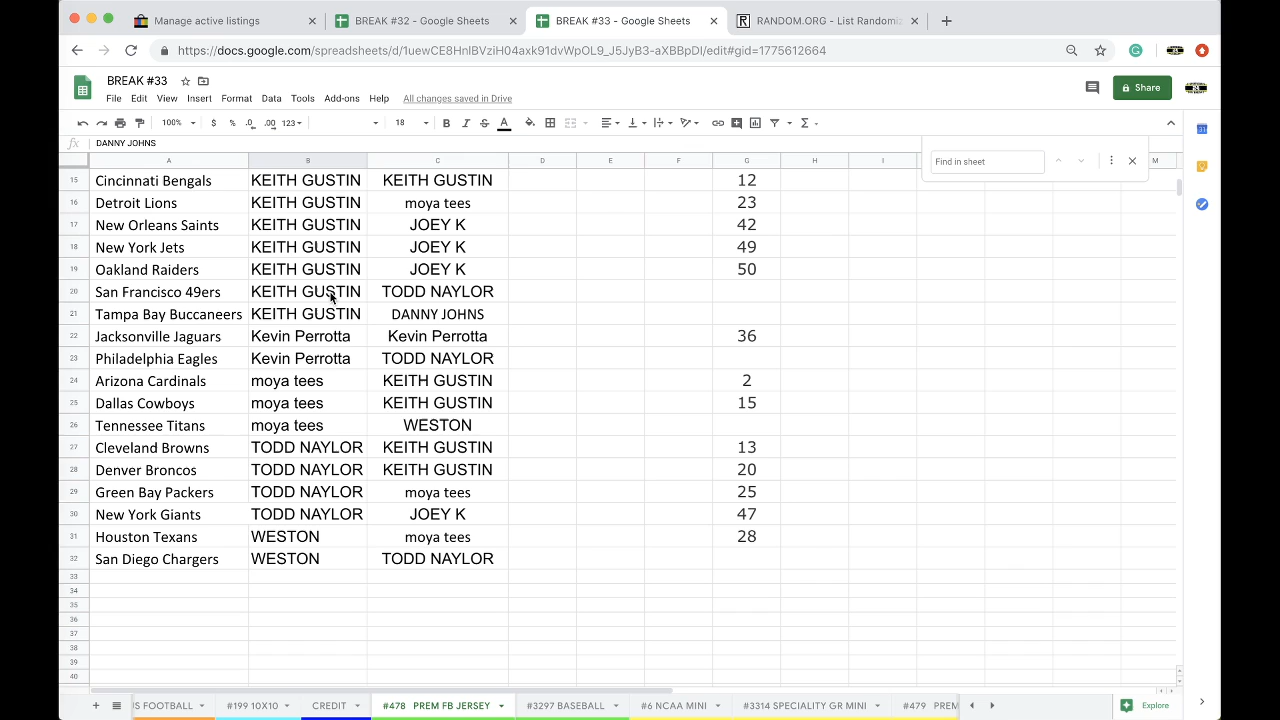 Manage active listings × BREAK #32 - Google Sheets × BREAK #33 - Google Sheets × RANDOM.ORG - List Randomiz ×
https://docs.google.com/spreadsheets/d/1uewCE8HnIBVziH04axk91dvWpOL9_J5JyB3-aXBBpDI/edit#gid=1775612664
BREAK #33
File Edit View Insert Format Data Tools Add-ons Help All changes saved in Drive
Share
100% $ % .0 .00 123 18 B I S A
fx DANNY JOHNS
Find in sheet
A B C D E F G H I M
15 Cincinnati Bengals KEITH GUSTIN KEITH GUSTIN 12
16 Detroit Lions KEITH GUSTIN moya tees 23
17 New Orleans Saints KEITH GUSTIN JOEY K 42
18 New York Jets KEITH GUSTIN JOEY K 49
19 Oakland Raiders KEITH GUSTIN JOEY K 50
20 San Francisco 49ers KEITH GUSTIN TODD NAYLOR
21 Tampa Bay Buccaneers KEITH GUSTIN DANNY JOHNS
22 Jacksonville Jaguars Kevin Perrotta Kevin Perrotta 36
23 Philadelphia Eagles Kevin Perrotta TODD NAYLOR
24 Arizona Cardinals moya tees KEITH GUSTIN 2
25 Dallas Cowboys moya tees KEITH GUSTIN 15
26 Tennessee Titans moya tees WESTON
27 Cleveland Browns TODD NAYLOR KEITH GUSTIN 13
28 Denver Broncos TODD NAYLOR KEITH GUSTIN 20
29 Green Bay Packers TODD NAYLOR moya tees 25
30 New York Giants TODD NAYLOR JOEY K 47
31 Houston Texans WESTON moya tees 28
32 San Diego Chargers WESTON TODD NAYLOR
33
34
35
36
37
38
39
40
S FOOTBALL #199 10X10 CREDIT #478 PREM FB JERSEY #3297 BASEBALL #6 NCAA MINI #3314 SPECIALTY QR MINI #479 PREM Explore